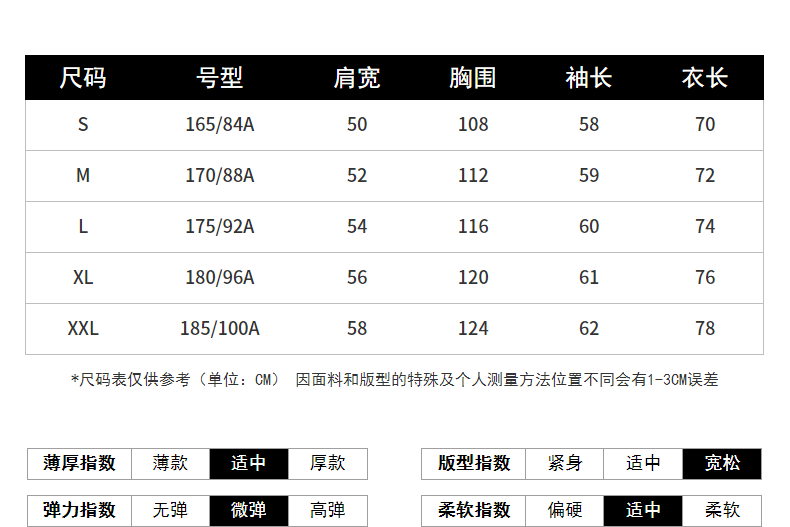 尺码 号型 肩宽 胸围 袖长 衣长
S 165/84A 50 108 58 70
M 170/88A 52 112 59 72
L 175/92A 54 116 60 74
XL 180/96A 56 120 61 76
XXL 185/100A 58 124 62 78
*尺码表仅供参考（单位：CM） 因面料和版型的特殊及个人测量方法位置不同会有1-3CM误差
薄厚指数 薄款 适中 厚款 版型指数 紧身 适中 宽松
弹力指数 无弹 微弹 高弹 柔软指数 偏硬 适中 柔软